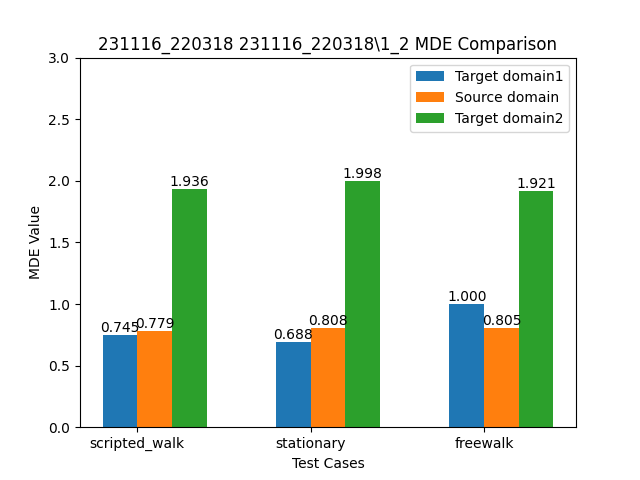 231116_220318 231116_220318\1_2 MDE Comparison
Target domain1
Source domain
Target domain2
MDE Value
3.0
2.5
2.0
1.5
1.0
0.5
0.0
0.745
0.779
1.936
0.688
0.808
1.998
1.000
0.805
1.921
scripted_walk
stationary
freewalk
Test Cases